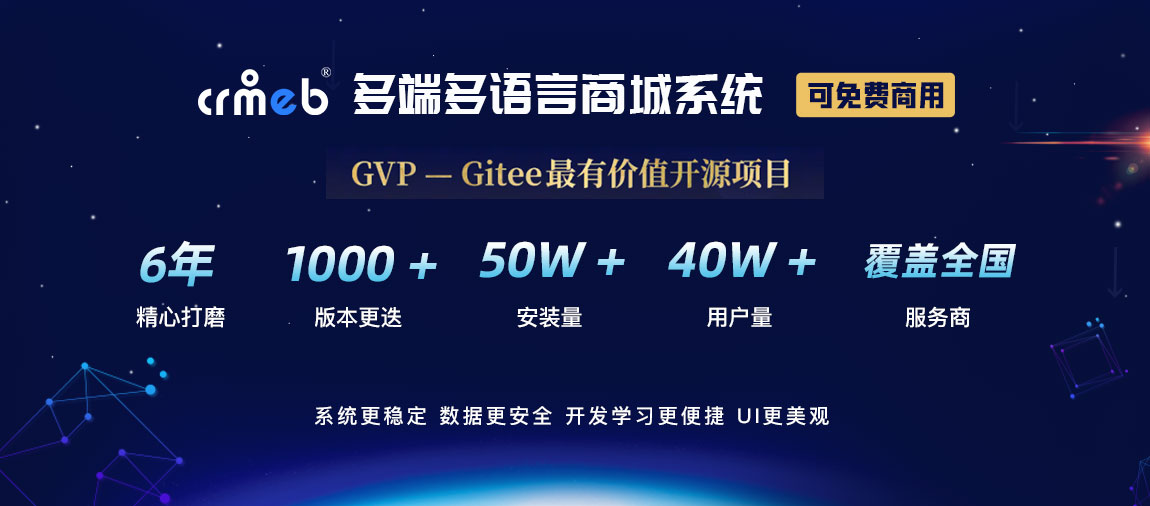 crmeb® 多端多语言商城系统 可免费商用
GVP — Gitee最有价值开源项目
6年 1000 + 50W + 40W + 覆盖全国
精心打磨 版本更迭 安装量 用户量 服务商
系统更稳定 数据更安全 开发学习更便捷 UI更美观